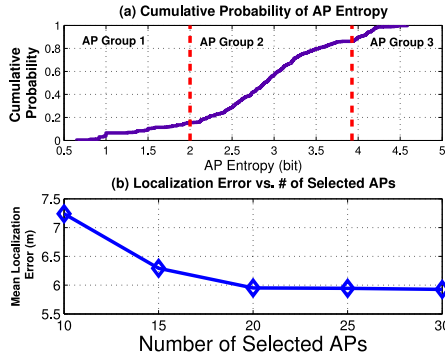 (a) Cumulative Probability of AP Entropy
Cumulative
Probability
1
0.8
0.6
0.4
0.2
0
AP Group 1
AP Group 2
AP Group 3
0.5
1
1.5
2
2.5
3
3.5
4
4.5
5
AP Entropy (bit)
(b) Localization Error vs. # of Selected APs
Mean Localization
Error (m)
7.5
7
6.5
6
5.5
10
15
20
25
30
Number of Selected APs